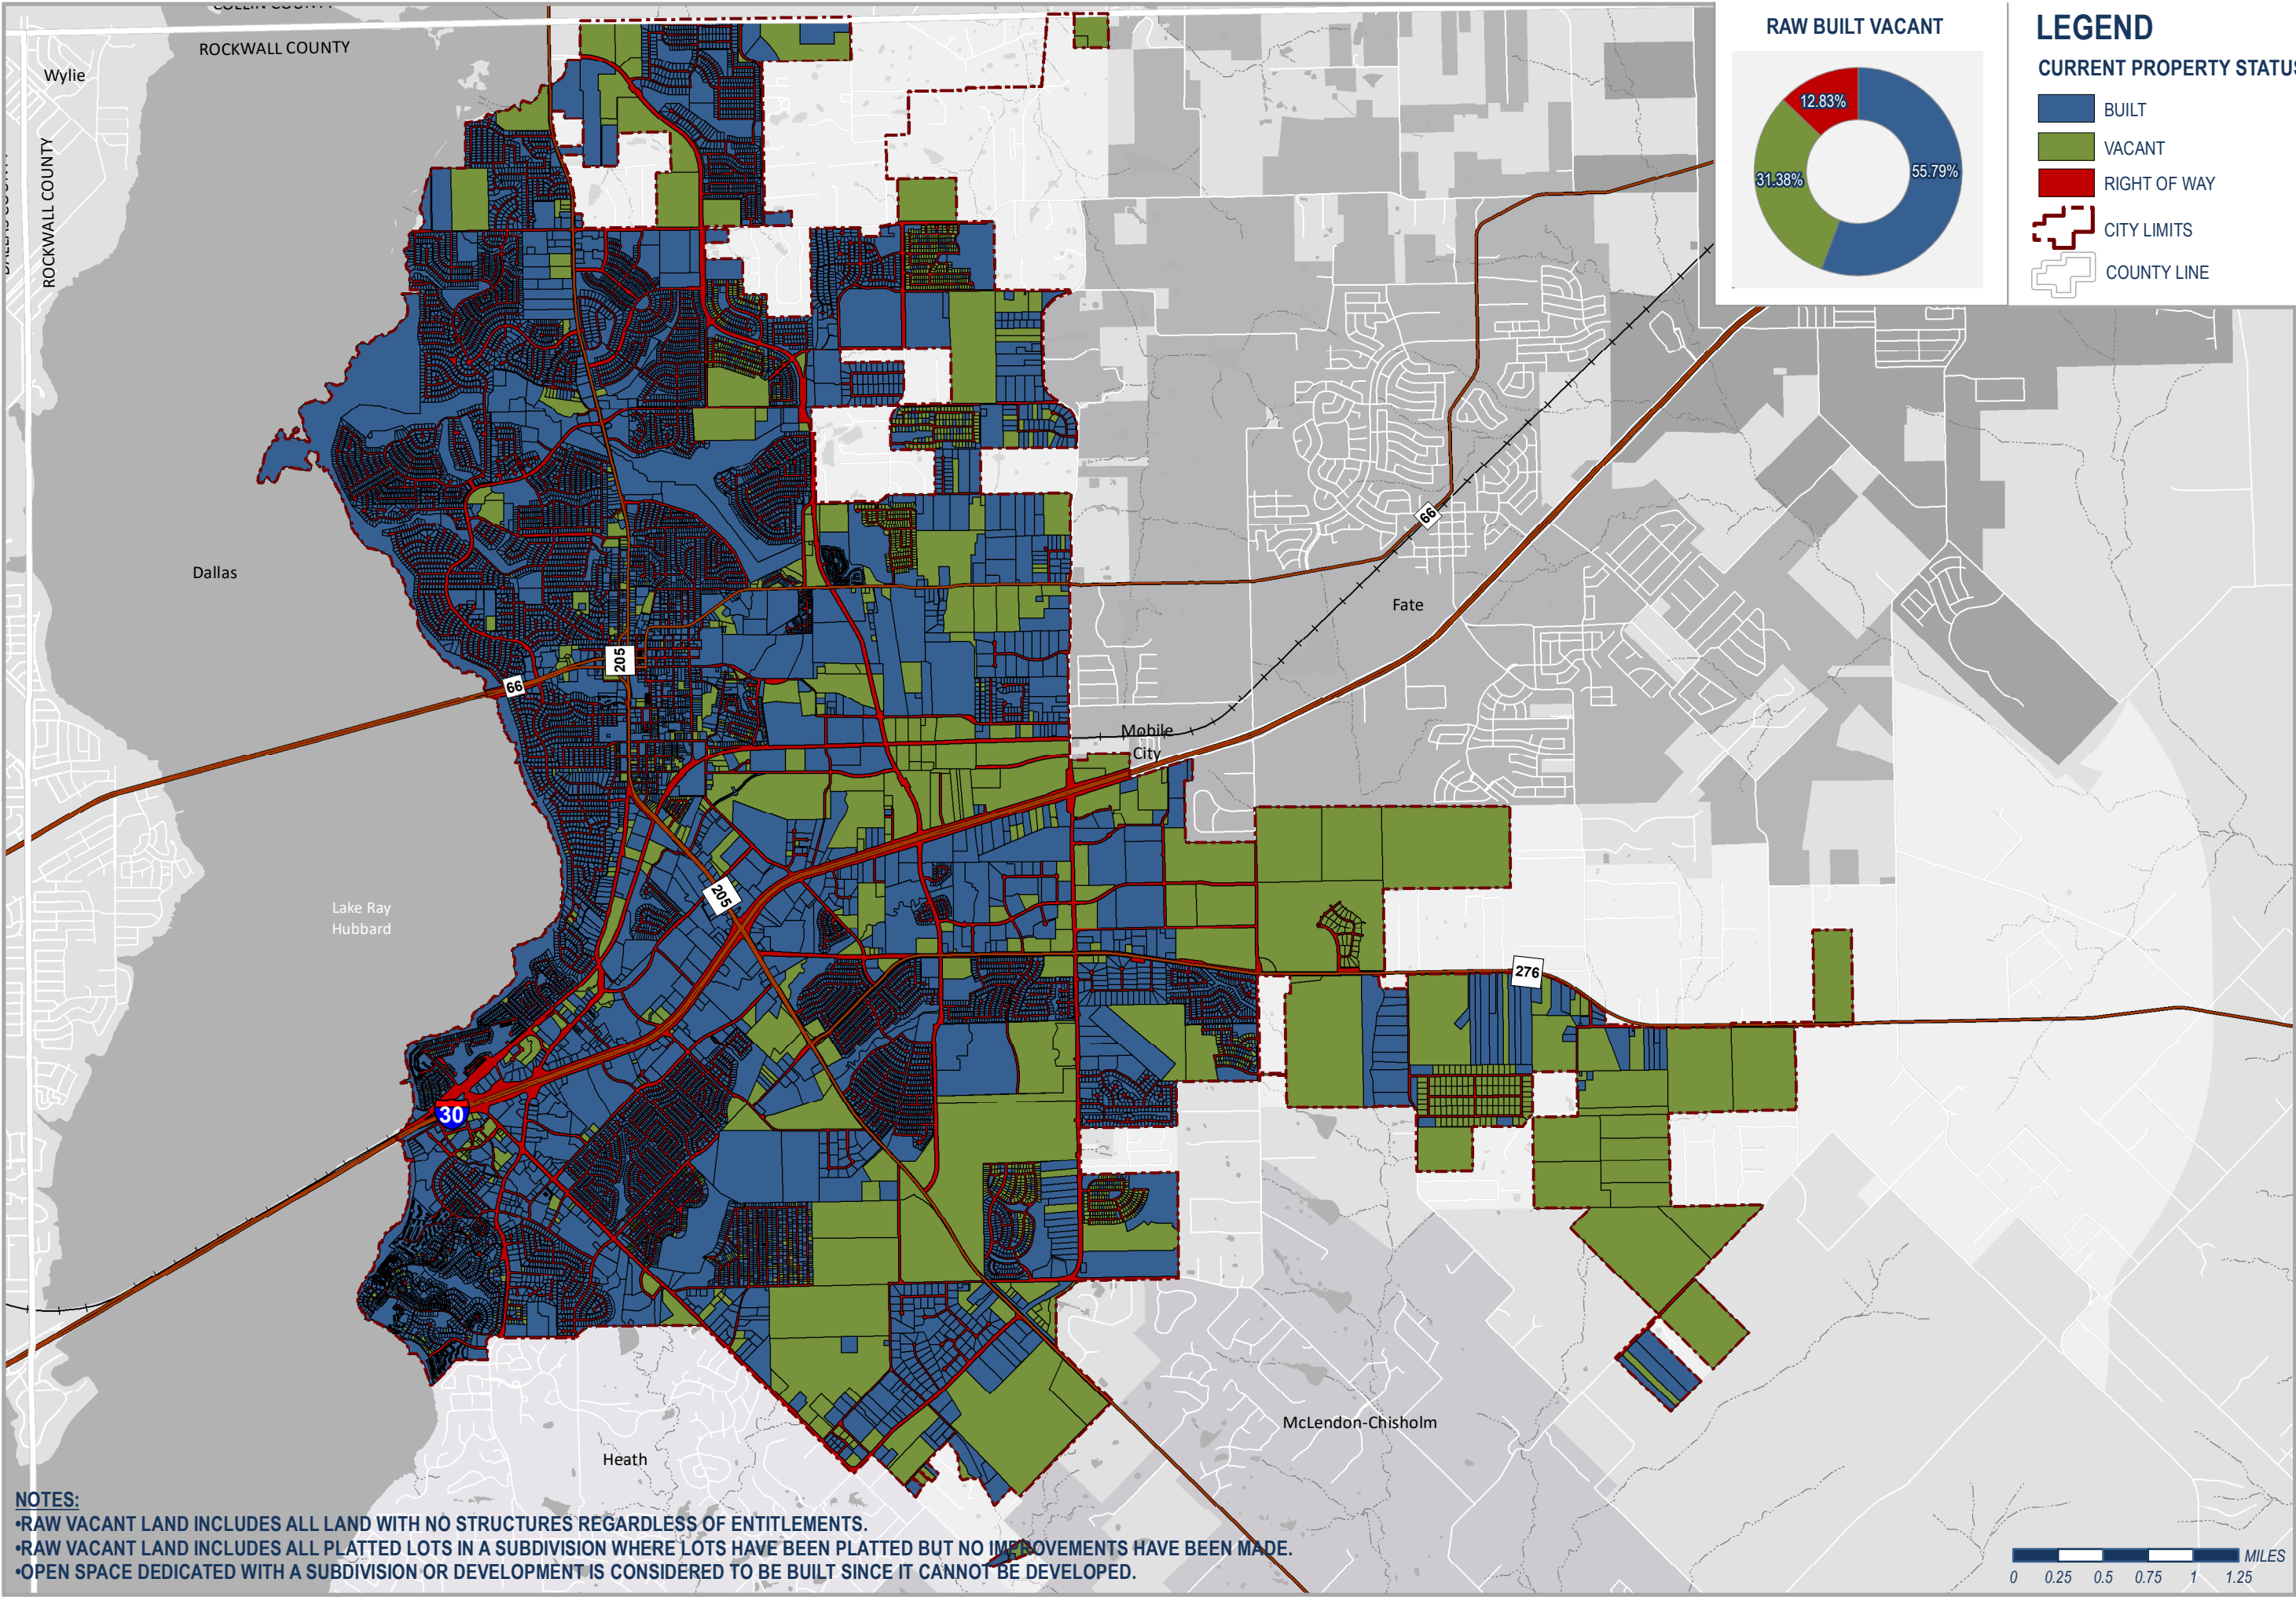 COLLIN COUNTY
ROCKWALL COUNTY
Wylie
ROCKWALL COUNTY
Dallas
Lake Ray
Hubbard
66
205
205
30
66
276
Mobile
City
Fate
McLendon-Chisholm
Heath
RAW BUILT VACANT
12.83%
31.38%
55.79%
LEGEND
CURRENT PROPERTY STATUS
BUILT
VACANT
RIGHT OF WAY
CITY LIMITS
COUNTY LINE
NOTES:
•RAW VACANT LAND INCLUDES ALL LAND WITH NO STRUCTURES REGARDLESS OF ENTITLEMENTS.
•RAW VACANT LAND INCLUDES ALL PLATTED LOTS IN A SUBDIVISION WHERE LOTS HAVE BEEN PLATTED BUT NO IMPROVEMENTS HAVE BEEN MADE.
•OPEN SPACE DEDICATED WITH A SUBDIVISION OR DEVELOPMENT IS CONSIDERED TO BE BUILT SINCE IT CANNOT BE DEVELOPED.
MILES
0 0.25 0.5 0.75 1 1.25